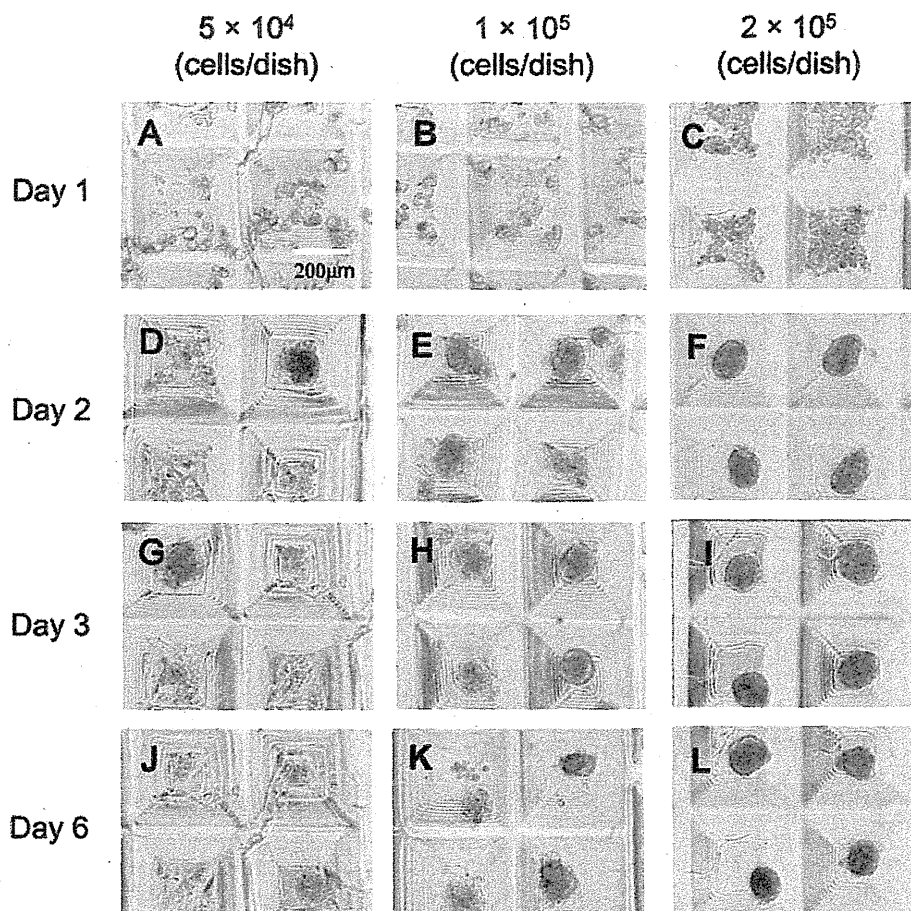 5 × 10⁴ 1 × 10⁵ 2 × 10⁵
(cells/dish) (cells/dish) (cells/dish)
Day 1 A B C
200µm
Day 2 D E F
Day 3 G H I
Day 6 J K L